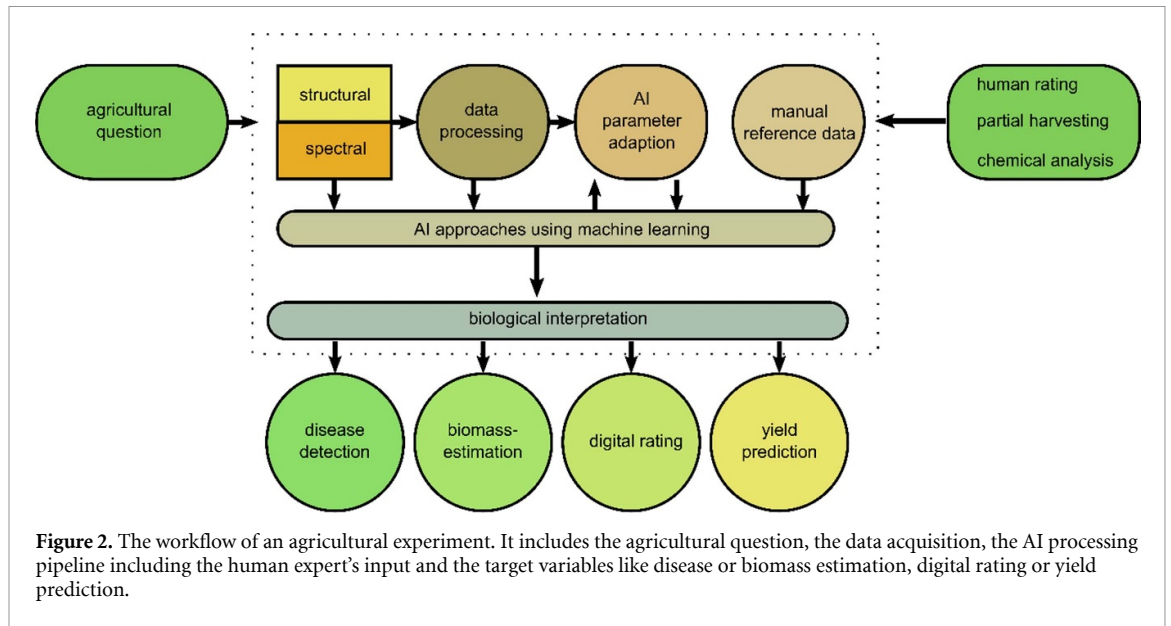 agricultural
question
structural
spectral
data
processing
AI
parameter
adaption
manual
reference data
human rating
partial harvesting
chemical analysis
AI approaches using machine learning
biological interpretation
disease
detection
biomass-
estimation
digital rating
yield
prediction
Figure 2. The workflow of an agricultural experiment. It includes the agricultural question, the data acquisition, the AI processing
pipeline including the human expert's input and the target variables like disease or biomass estimation, digital rating or yield
prediction.